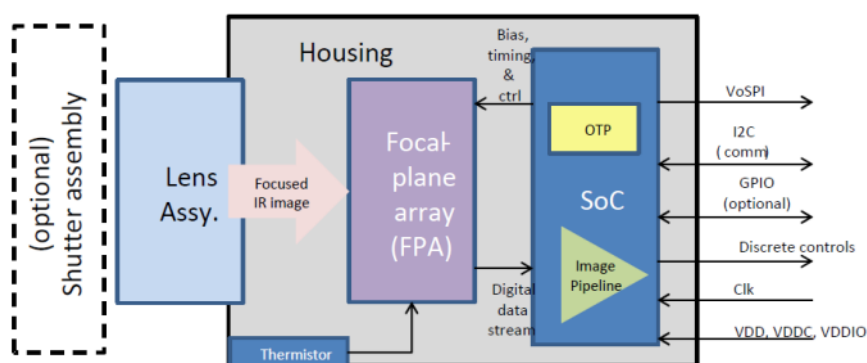 (optional)
Shutter assembly
Lens
Assy.
Housing
Focused
IR image
Focal-
plane
array
(FPA)
Thermistor
Bias,
timing,
&
ctrl
Digital
data
stream
OTP
SoC
Image
Pipeline
VoSPI
I2C
( comm)
GPIO
(optional)
Discrete controls
Clk
VDD, VDDC, VDDIO